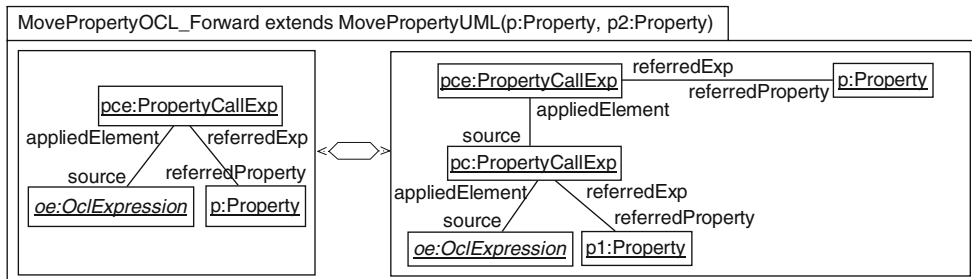 MovePropertyOCL_Forward extends MovePropertyUML(p:Property, p2:Property)
pce:PropertyCallExp
appliedElement
referredExp
source
referredProperty
oe:OclExpression
p:Property
pce:PropertyCallExp
referredExp
referredProperty
p:Property
appliedElement
source
pc:PropertyCallExp
appliedElement
referredExp
source
referredProperty
oe:OclExpression
p1:Property